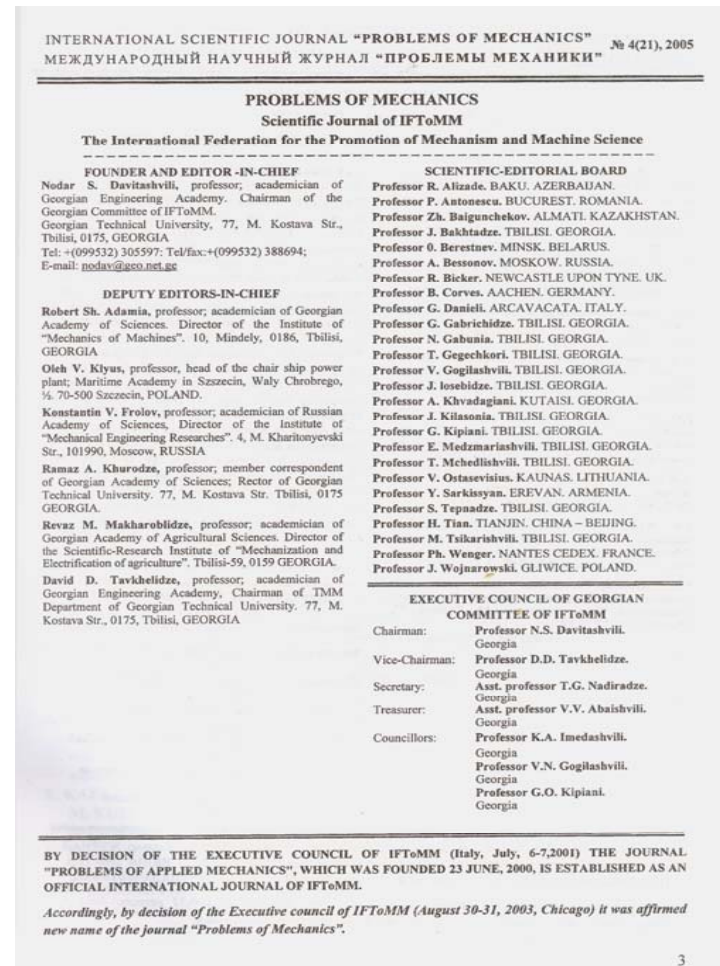 INTERNATIONAL SCIENTIFIC JOURNAL “PROBLEMS OF MECHANICS”
№ 4(21), 2005
МЕЖДУНАРОДНЫЙ НАУЧНЫЙ ЖУРНАЛ “ПРОБЛЕМЫ МЕХАНИКИ”
PROBLEMS OF MECHANICS
Scientific Journal of IFToMM
The International Federation for the Promotion of Mechanism and Machine Science
FOUNDER AND EDITOR -IN-CHIEF
Nodar S. Davitashvili, professor; academician of
Georgian Engineering Academy. Chairman of the
Georgian Committee of IFToMM.
Georgian Technical University, 77, M. Kostava Str.,
Tbilisi, 0175, GEORGIA
Tel: +(099532) 305597: Tel/fax:+(099532) 388694;
E-mail: nodav@geo.net.ge
DEPUTY EDITORS-IN-CHIEF
Robert Sh. Adamia, professor; academician of Georgian
Academy of Sciences. Director of the Institute of
“Mechanics of Machines”. 10, Mindely, 0186, Tbilisi,
GEORGIA
Oleh V. Klyus, professor, head of the chair ship power
plant; Maritime Academy in Szszecin, Waly Chrobrego,
½. 70-500 Szczecin, POLAND.
Konstantin V. Frolov, professor; academician of Russian
Academy of Sciences, Director of the Institute of
“Mechanical Engineering Researches”. 4, M. Kharitonyevski
Str., 101990, Moscow, RUSSIA
Ramaz A. Khurodze, professor; member correspondent
of Georgian Academy of Sciences; Rector of Georgian
Technical University. 77, M. Kostava Str. Tbilisi, 0175
GEORGIA.
Revaz M. Makharoblidze, professor; academician of
Georgian Academy of Agricultural Sciences. Director of
the Scientific-Research Institute of “Mechanization and
Electrification of agriculture”. Tbilisi-59, 0159 GEORGIA.
David D. Tavkhelidze, professor; academician of
Georgian Engineering Academy, Chairman of TMM
Department of Georgian Technical University. 77, M.
Kostava Str., 0175, Tbilisi, GEORGIA
SCIENTIFIC-EDITORIAL BOARD
Professor R. Alizade. BAKU. AZERBAIJAN.
Professor P. Antonescu. BUCUREST. ROMANIA.
Professor Zh. Baigunchekov. ALMATI. KAZAKHSTAN.
Professor J. Bakhtadze. TBILISI. GEORGIA.
Professor 0. Berestnev. MINSK. BELARUS.
Professor A. Bessonov. MOSKOW. RUSSIA.
Professor R. Bicker. NEWCASTLE UPON TYNE. UK.
Professor B. Corves. AACHEN. GERMANY.
Professor G. Danieli. ARCAVACATA. ITALY.
Professor G. Gabrichidze. TBILISI. GEORGIA.
Professor N. Gabunia. TBILISI. GEORGIA.
Professor T. Gegechkori. TBILISI. GEORGIA.
Professor V. Gogilashvili. TBILISI. GEORGIA.
Professor J. Iosebidze. TBILISI. GEORGIA.
Professor A. Khvadagiani. KUTAISI. GEORGIA.
Professor J. Kilasonia. TBILISI. GEORGIA.
Professor G. Kipiani. TBILISI. GEORGIA.
Professor E. Medzmariashvili. TBILISI. GEORGIA.
Professor T. Mchedlishvili. TBILISI. GEORGIA.
Professor V. Ostasevisius. KAUNAS. LITHUANIA.
Professor Y. Sarkissyan. EREVAN. ARMENIA.
Professor S. Tepnadze. TBILISI. GEORGIA.
Professor H. Tian. TIANJIN. CHINA – BEIJING.
Professor M. Tsikarishvili. TBILISI. GEORGIA.
Professor Ph. Wenger. NANTES CEDEX. FRANCE.
Professor J. Wojnarowski. GLIWICE. POLAND.
EXECUTIVE COUNCIL OF GEORGIAN
COMMITTEE OF IFToMM
Chairman: Professor N.S. Davitashvili.
Georgia
Vice-Chairman: Professor D.D. Tavkhelidze.
Georgia
Secretary: Asst. professor T.G. Nadiradze.
Georgia
Treasurer: Asst. professor V.V. Abaishvili.
Georgia
Councillors: Professor K.A. Imedashvili.
Georgia
Professor V.N. Gogilashvili.
Georgia
Professor G.O. Kipiani.
Georgia
BY DECISION OF THE EXECUTIVE COUNCIL OF IFToMM (Italy, July, 6-7,2001) THE JOURNAL
"PROBLEMS OF APPLIED MECHANICS", WHICH WAS FOUNDED 23 JUNE, 2000, IS ESTABLISHED AS AN
OFFICIAL INTERNATIONAL JOURNAL OF IFToMM.
Accordingly, by decision of the Executive council of IFToMM (August 30-31, 2003, Chicago) it was affirmed
new name of the journal “Problems of Mechanics”.
3